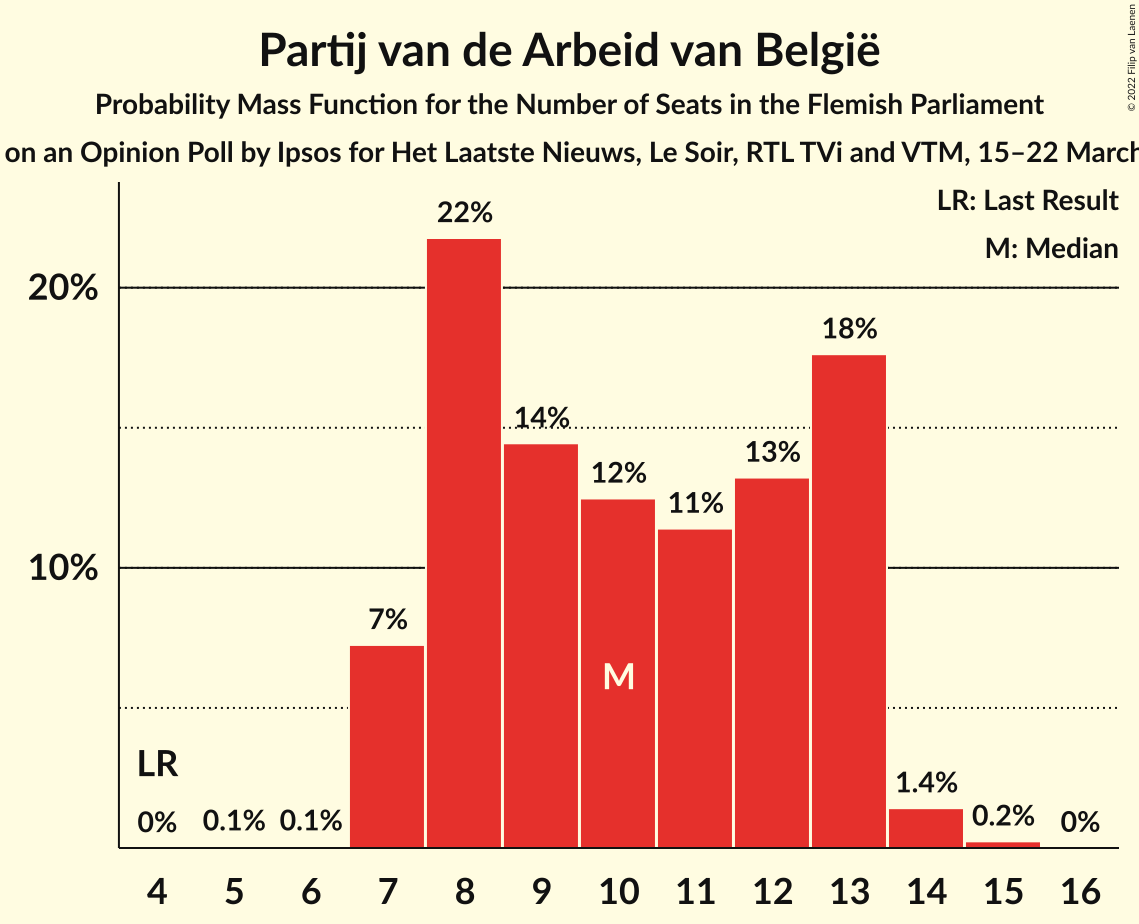 Partij van de Arbeid van België
Probability Mass Function for the Number of Seats in the Flemish Parliament
on an Opinion Poll by Ipsos for Het Laatste Nieuws, Le Soir, RTL TVi and VTM, 15–22 March
© 2022 Filip van Laenen
LR: Last Result
M: Median
20%
10%
22%
18%
14%
13%
12%
11%
7%
M
LR
1.4%
0%
0.1%
0.1%
0.2%
0%
4 5 6 7 8 9 10 11 12 13 14 15 16